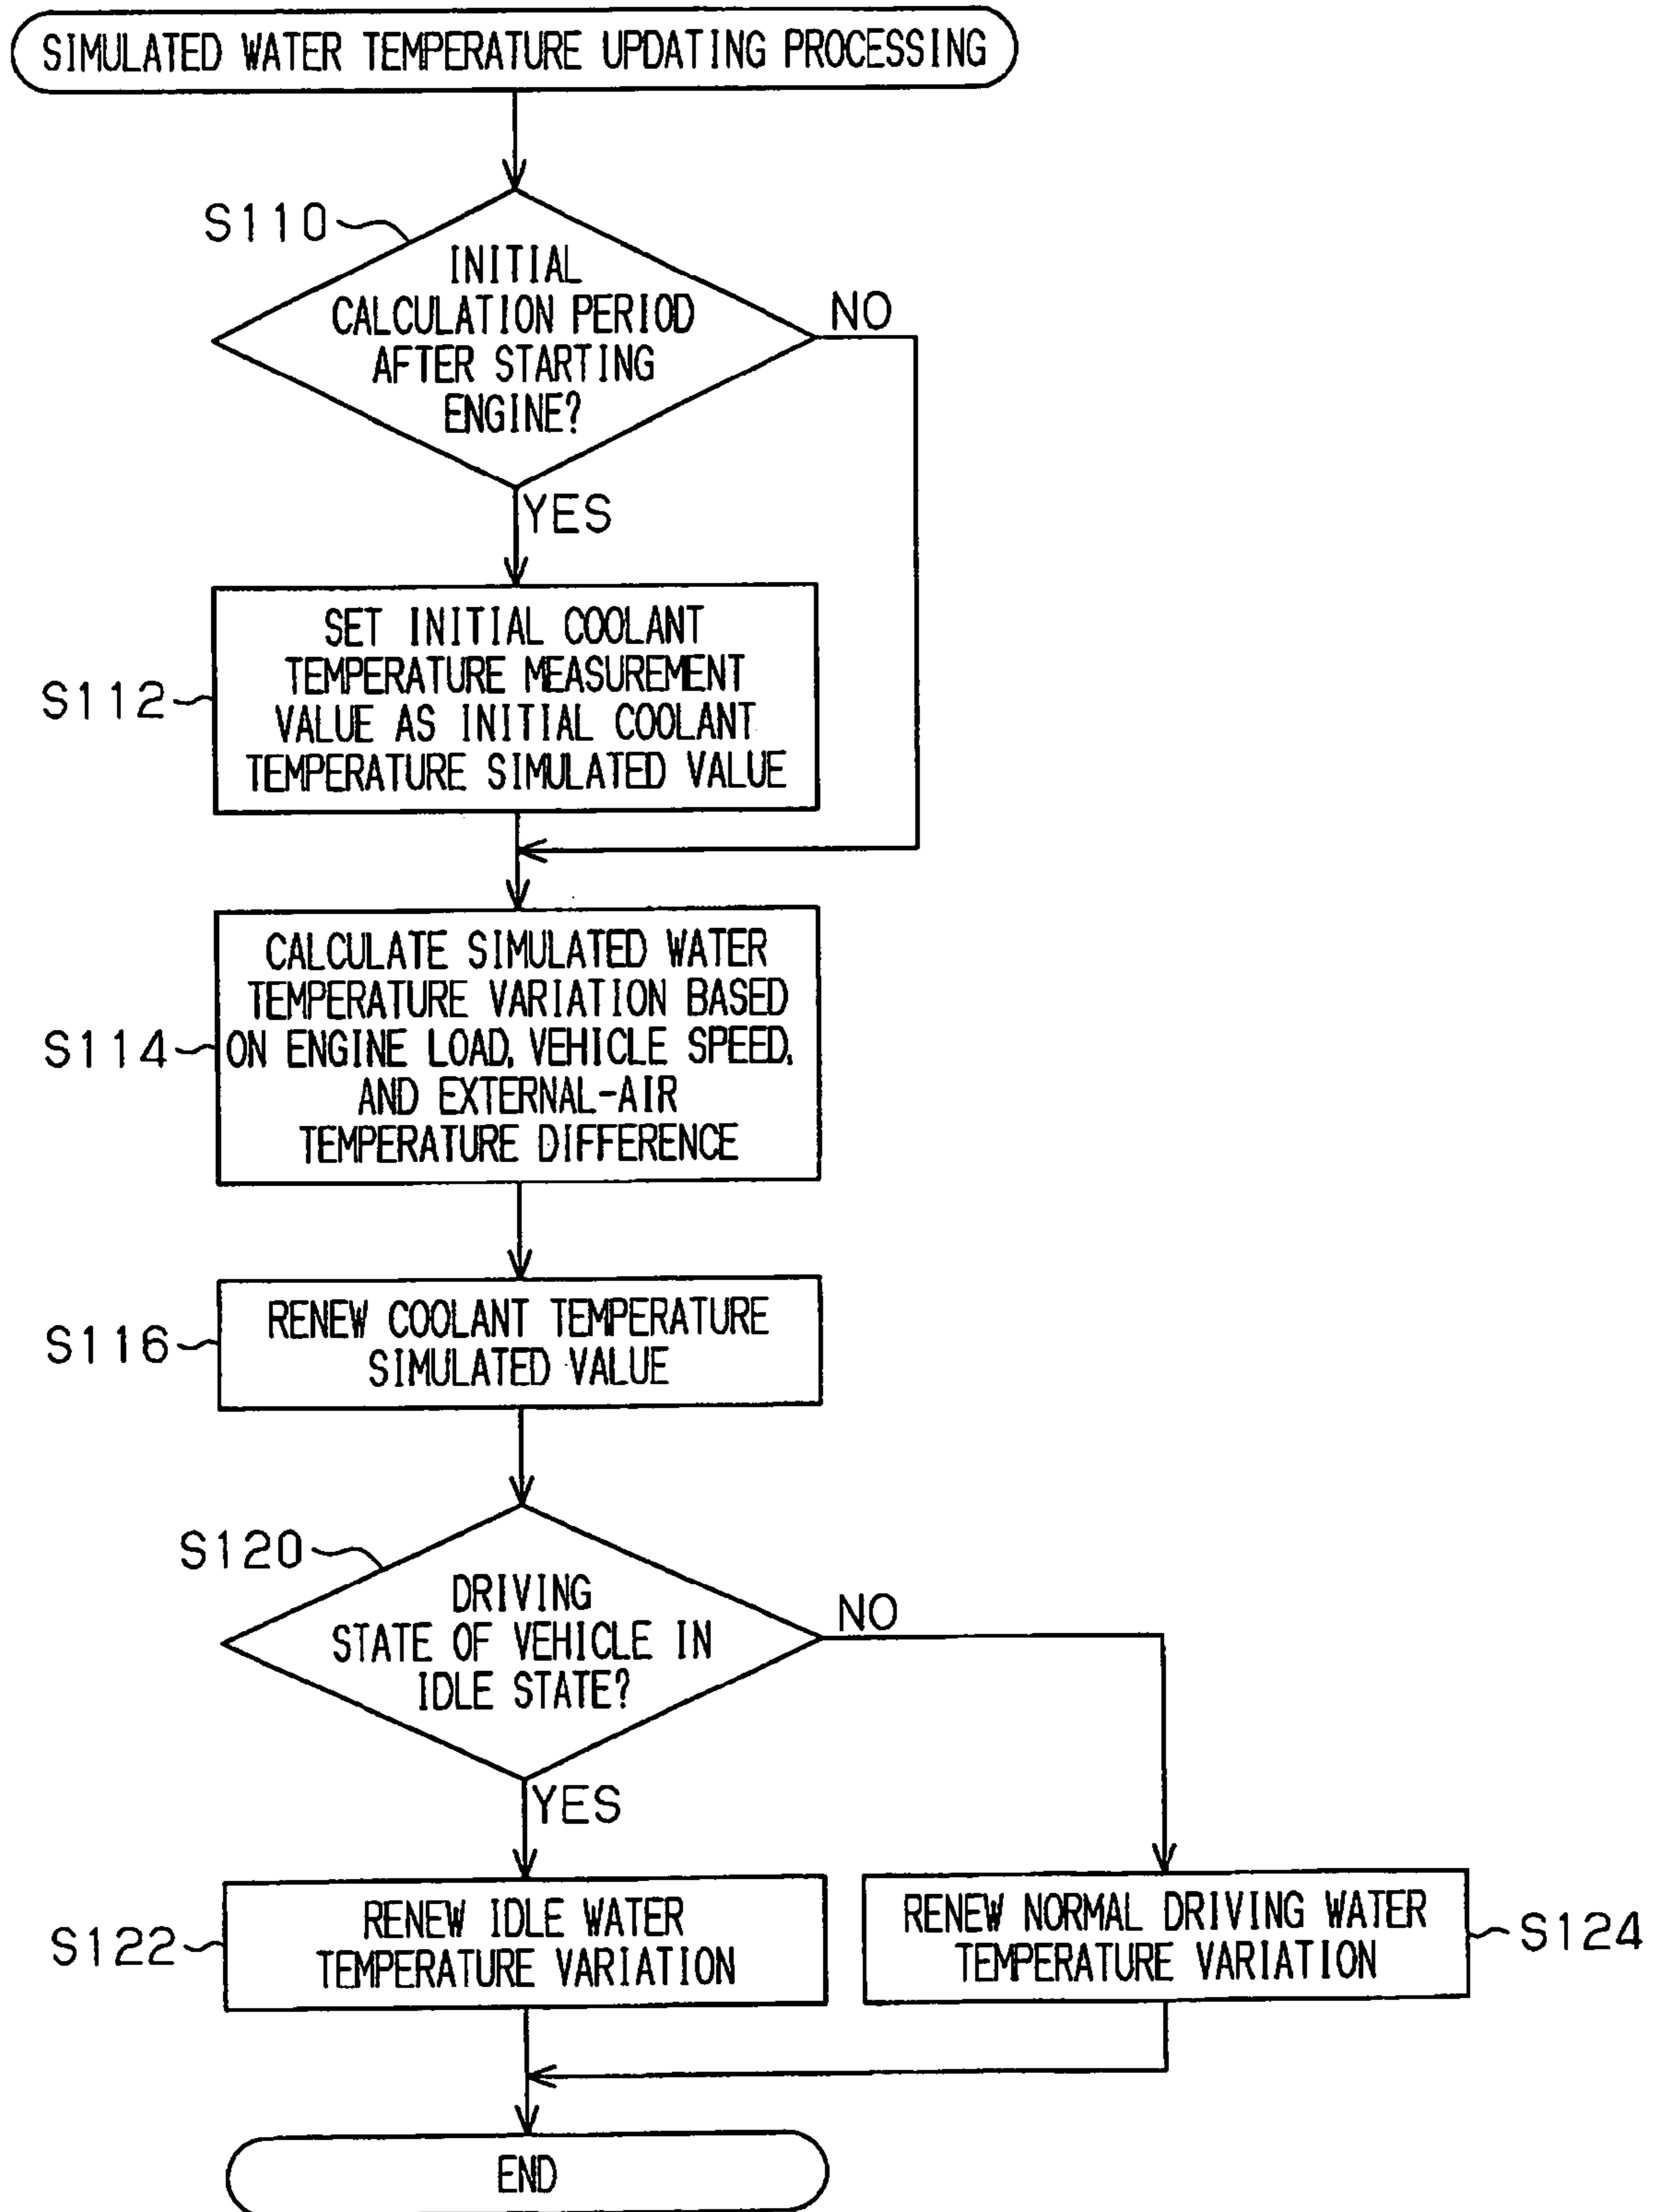 SIMULATED WATER TEMPERATURE UPDATING PROCESSING
S110
INITIAL
CALCULATION PERIOD
AFTER STARTING
ENGINE?
NO
YES
S112
SET INITIAL COOLANT
TEMPERATURE MEASUREMENT
VALUE AS INITIAL COOLANT
TEMPERATURE SIMULATED VALUE
S114
CALCULATE SIMULATED WATER
TEMPERATURE VARIATION BASED
ON ENGINE LOAD, VEHICLE SPEED,
AND EXTERNAL-AIR
TEMPERATURE DIFFERENCE
S116
RENEW COOLANT TEMPERATURE
SIMULATED VALUE
S120
DRIVING
STATE OF VEHICLE IN
IDLE STATE?
NO
YES
S122
RENEW IDLE WATER
TEMPERATURE VARIATION
RENEW NORMAL DRIVING WATER
TEMPERATURE VARIATION
S124
END